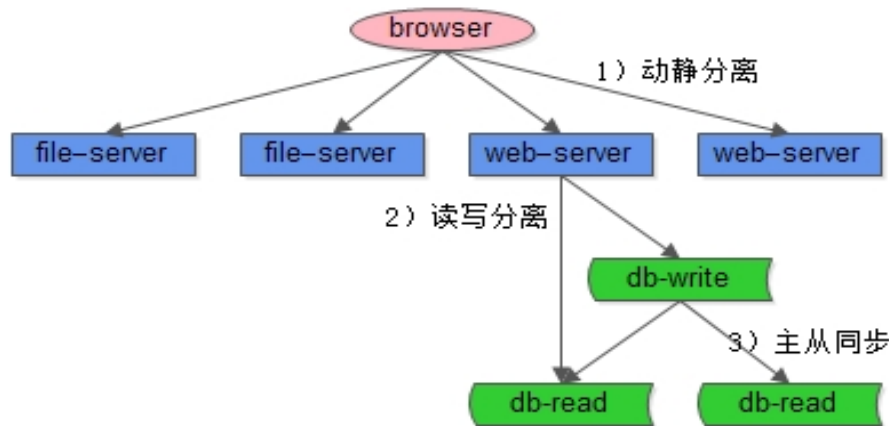 browser
1）动静分离
file-server
file-server
web-server
web-server
2）读写分离
db-write
3）主从同步
db-read
db-read